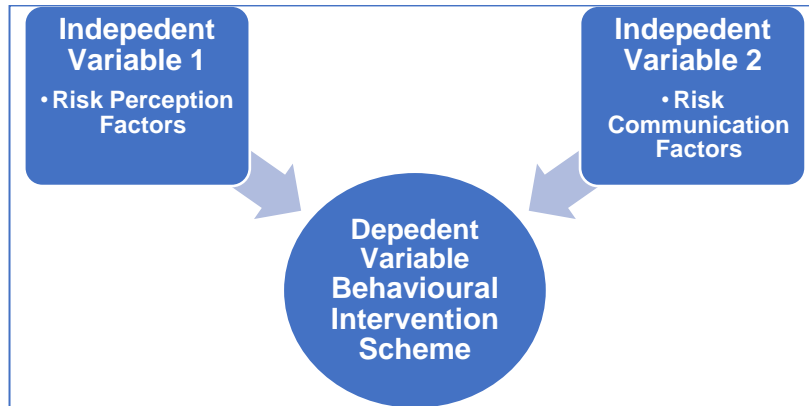 Indepedent
Variable 1
• Risk Perception
Factors
Indepedent
Variable 2
• Risk
Communication
Factors
Depedent
Variable
Behavioural
Intervention
Scheme